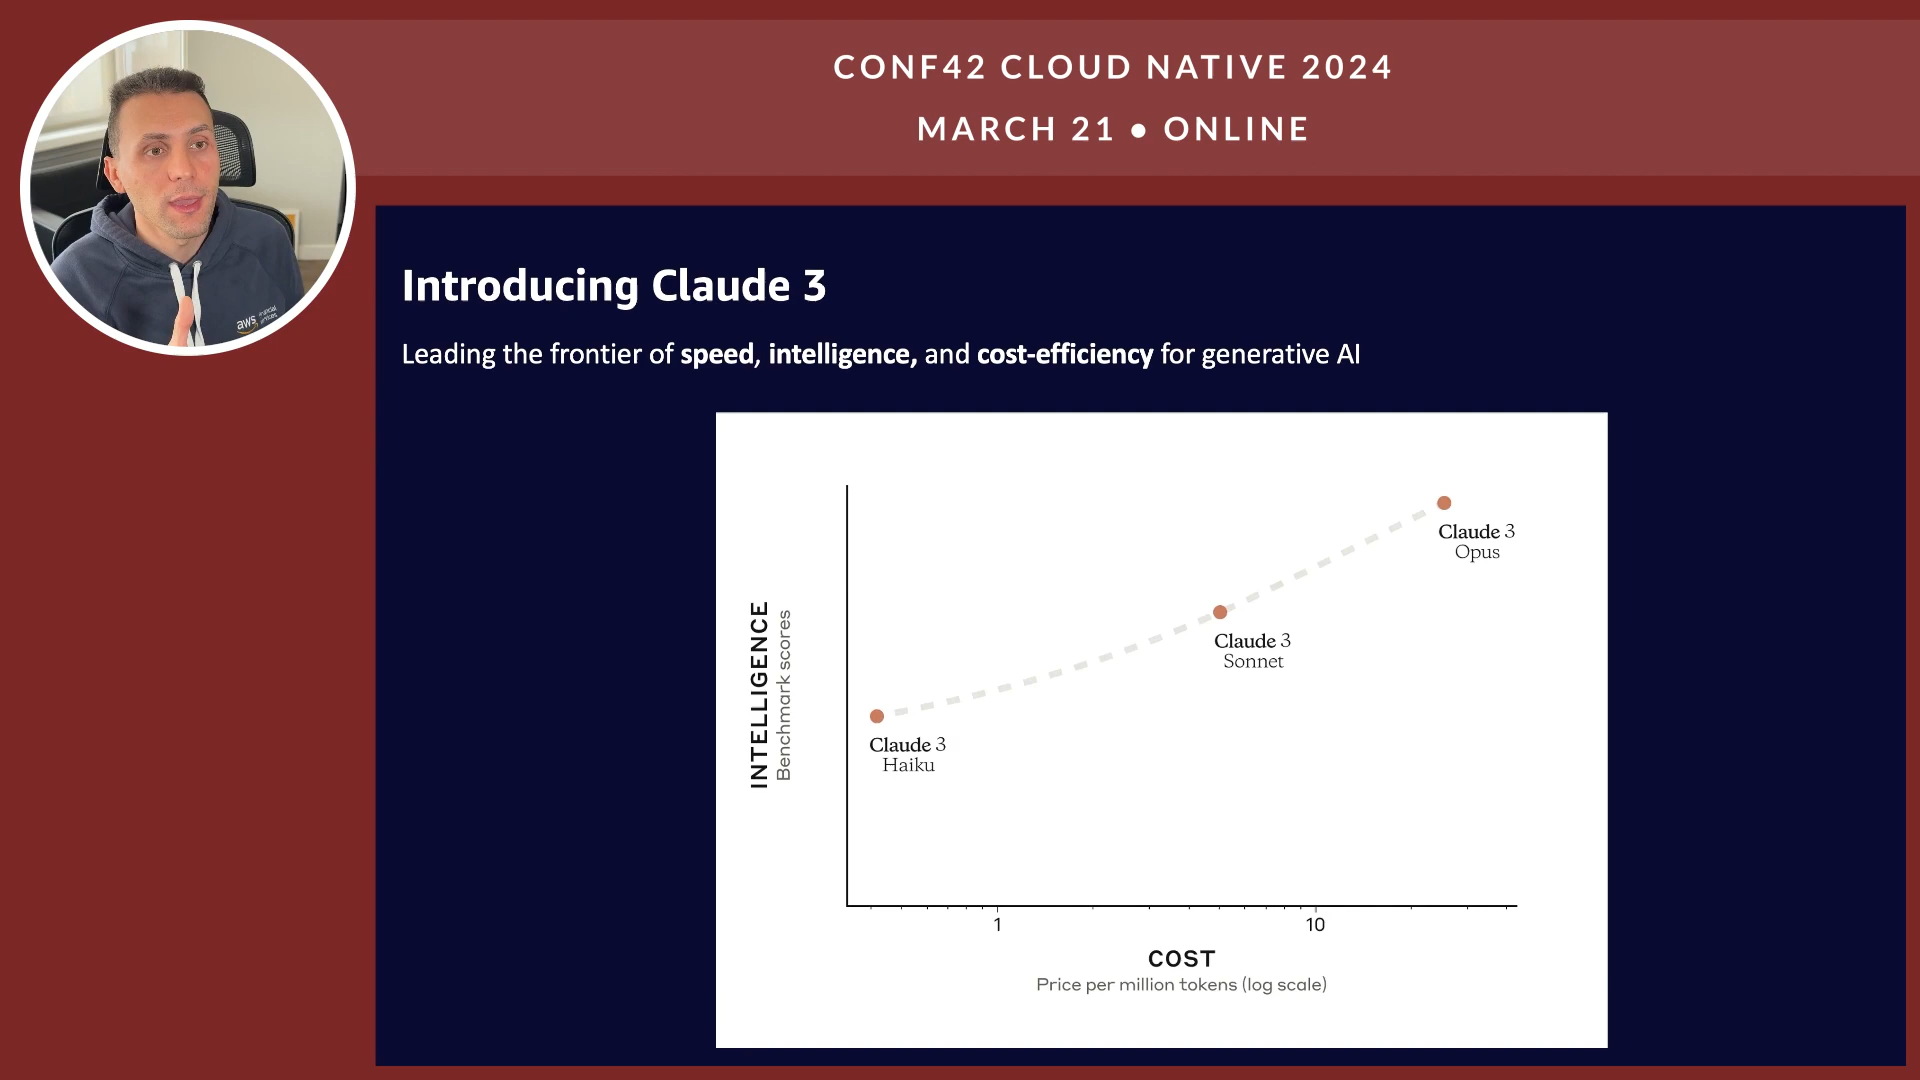 CONF42 CLOUD NATIVE 2024
MARCH 21 • ONLINE
aws
Introducing Claude 3
Leading the frontier of speed, intelligence, and cost-efficiency for generative AI
INTELLIGENCE
Benchmark scores
Claude 3
Opus
Claude 3
Sonnet
Claude 3
Haiku
1
10
COST
Price per million tokens (log scale)